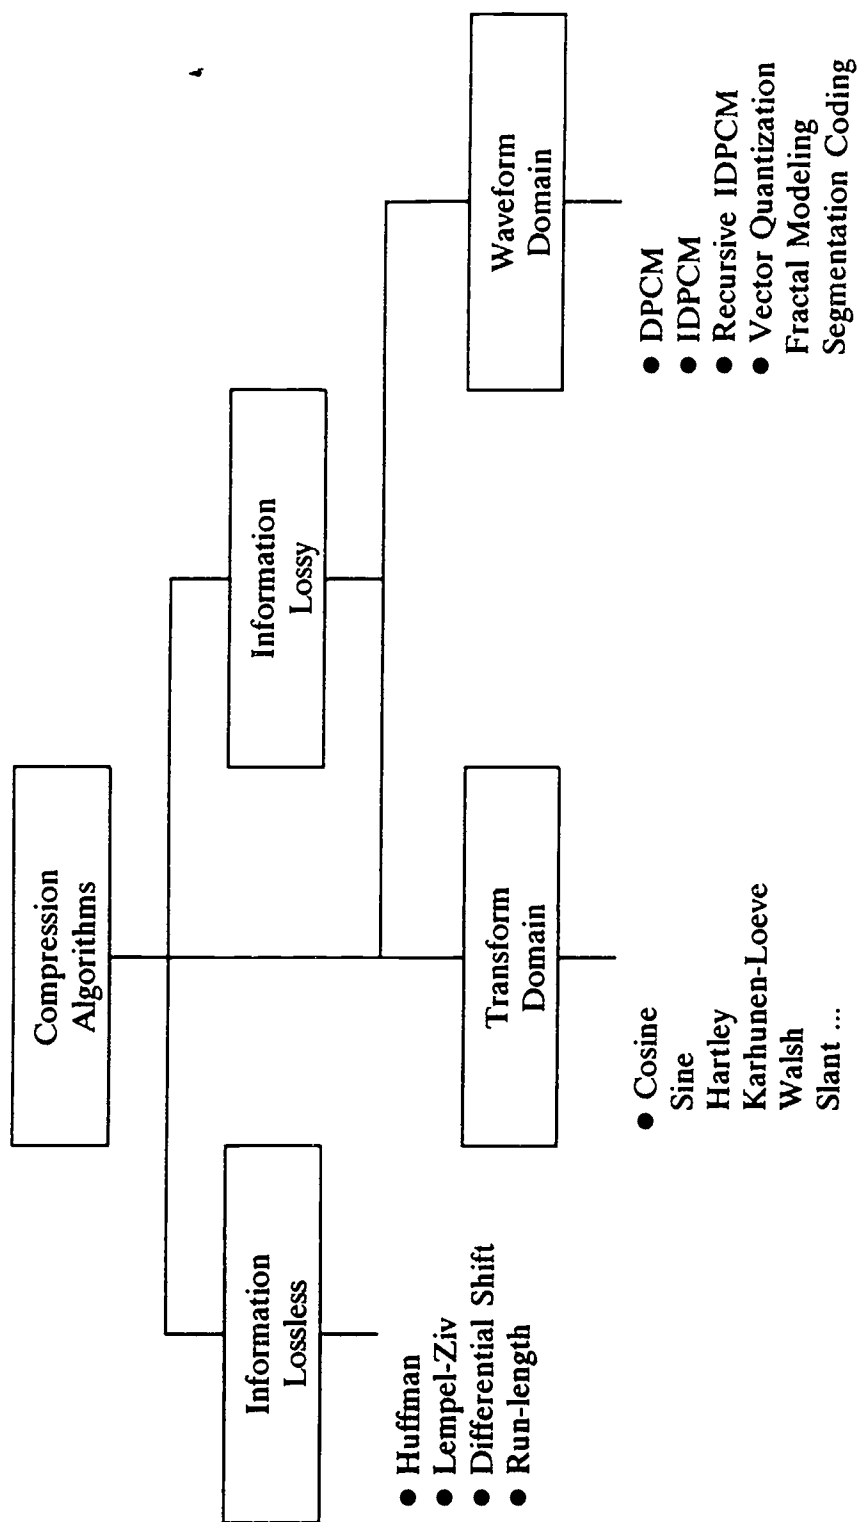 Compression
Algorithms
Information
Lossless
Information
Lossy
● Huffman
● Lempel-Ziv
● Differential Shift
● Run-length
Transform
Domain
Waveform
Domain
● Cosine
Sine
Hartley
Karhunen-Loeve
Walsh
Slant ...
● DPCM
● IDPCM
● Recursive IDPCM
● Vector Quantization
Fractal Modeling
Segmentation Coding